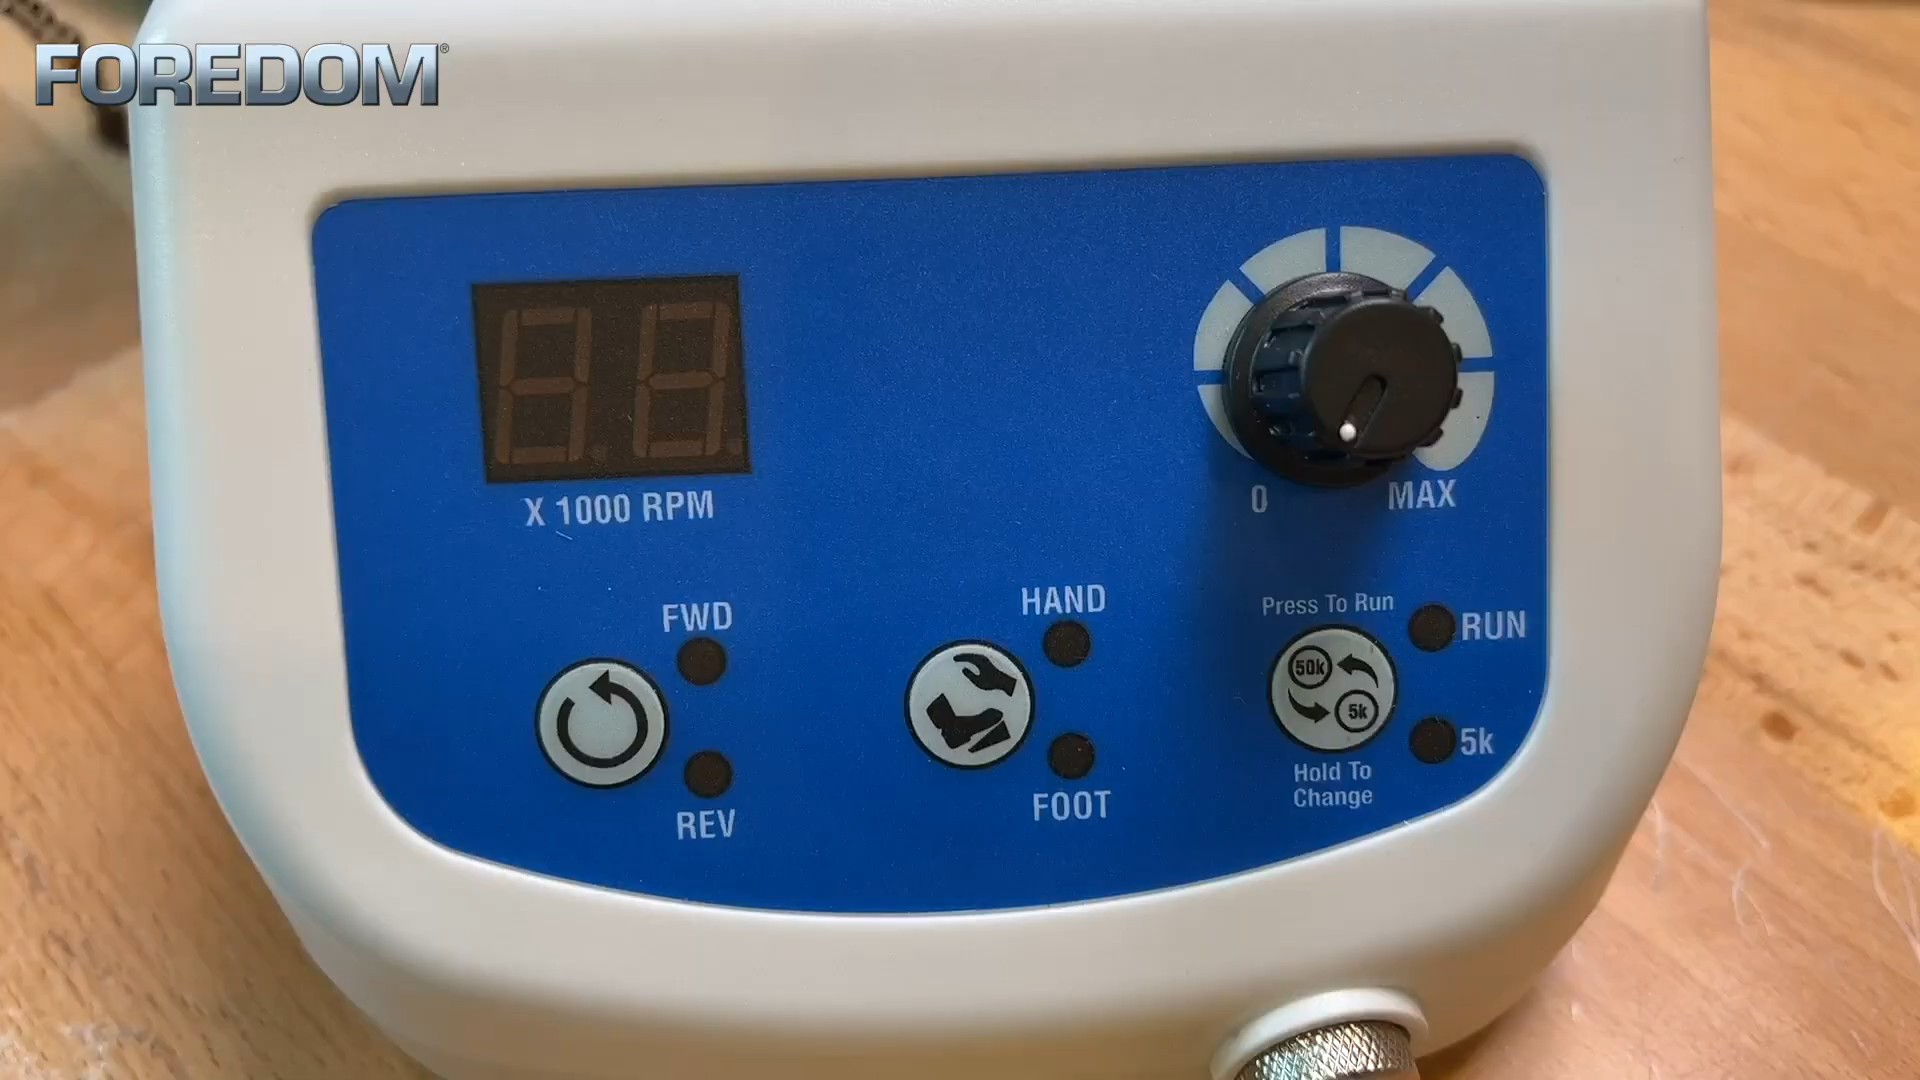 FOREDOM®
X 1000 RPM
0
MAX
FWD
REV
HAND
FOOT
Press To Run
50k
5k
RUN
5k
Hold To
Change